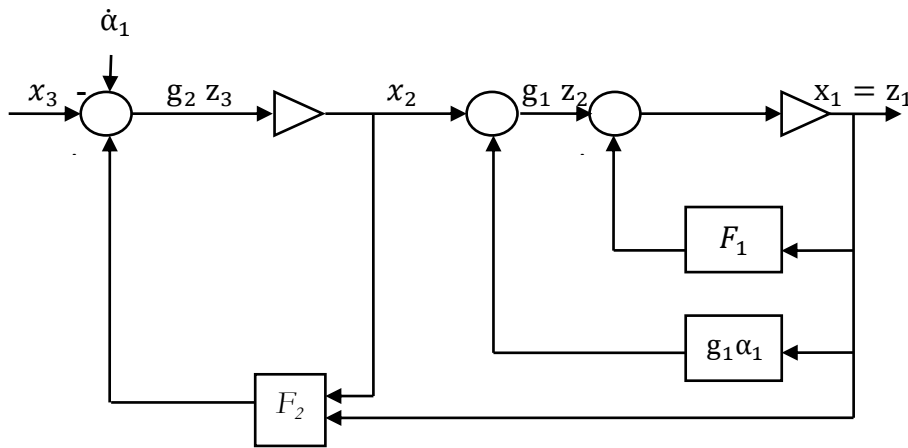 α̇₁
x₃ - g₂ z₃ x₂ g₁ z₂ x₁ = z₁
F₁
g₁α₁
F₂